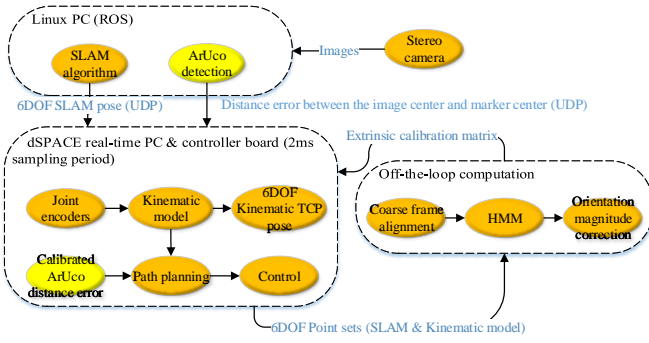 Linux PC (ROS)
SLAM
algorithm
ArUco
detection
Images
Stereo
camera
6DOF SLAM pose (UDP)
Distance error between the image center and marker center (UDP)
dSPACE real-time PC & controller board (2ms
sampling period)
Joint
encoders
Kinematic
model
6DOF
Kinematic TCP
pose
Calibrated
ArUco
distance error
Path planning
Control
Extrinsic calibration matrix
Off-the-loop computation
Coarse frame
alignment
HMM
Orientation
magnitude
correction
6DOF Point sets (SLAM & Kinematic model)